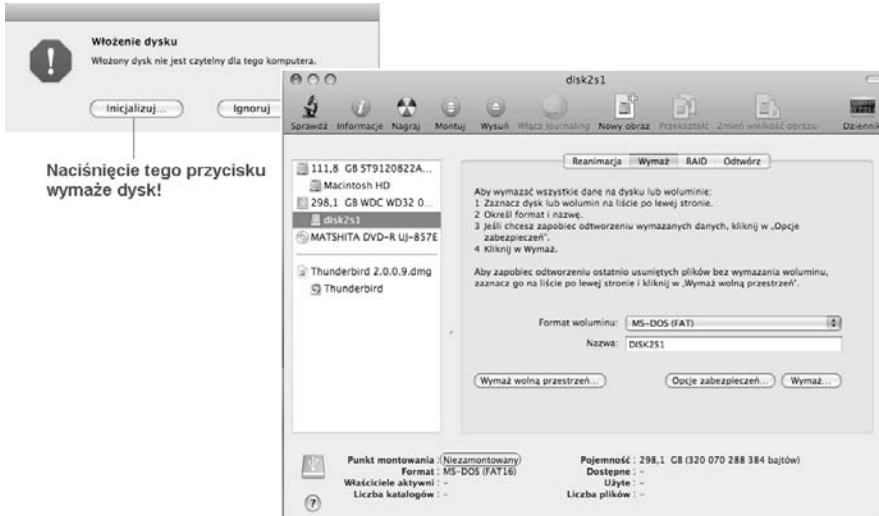 Włożenie dysku
Włożony dysk nie jest czytelny dla tego komputera.
Inicjalizuj...
Ignoruj
Naciśnięcie tego przycisku
wymaże dysk!
disk2s1
Sprawdź Informacje Nagraj Montuj Wysuń Włącz journaling Nowy obraz Przekształć Zmień wielkość obrazu Dziennik
111,8 GB ST9120822A...
Macintosh HD
298,1 GB WDC WD32 0...
disk2s1
MATSHITA DVD-R UJ-857E
Thunderbird 2.0.0.9.dmg
Thunderbird
Reanimacja Wymaż RAID Odtwórz
Aby wymazać wszystkie dane na dysku lub woluminie:
1 Zaznacz dysk lub wolumin na liście po lewej stronie.
2 Określ format i nazwę.
3 Jeśli chcesz zapobiec odtworzeniu wymazanych danych, kliknij w „Opcje
zabezpieczeń".
4 Kliknij w Wymaż.
Aby zapobiec odtworzeniu ostatnio usuniętych plików bez wymazania woluminu,
zaznacz go na liście po lewej stronie i kliknij w „Wymaż wolną przestrzeń".
Format woluminu: MS-DOS (FAT)
Nazwa: DISK2S1
Wymaż wolną przestrzeń... Opcje zabezpieczeń... Wymaż...
Punkt montowania : Niezamontowany
Format : MS-DOS (FAT16)
Właściciele aktywni : -
Liczba katalogów : -
Pojemność : 298,1 GB (320 070 288 384 bajtów)
Dostępne : -
Użyte : -
Liczba plików : -
?